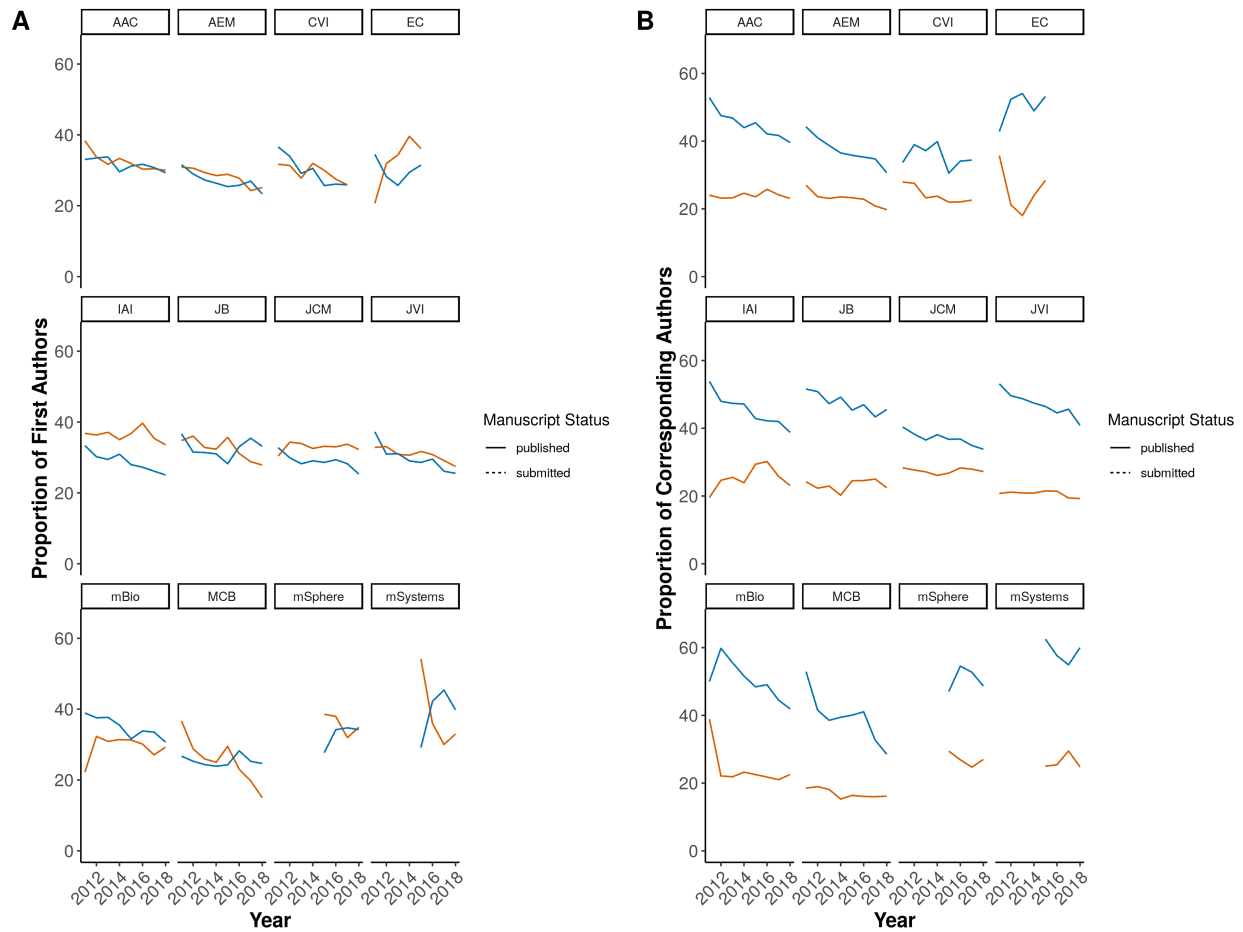 A
AAC AEM CVI EC
60
40
20
0
IAI JB JCM JVI
60
40
20
0
mBio MCB mSphere mSystems
60
40
20
0
2012 2014 2016 2018 2012 2014 2016 2018 2012 2014 2016 2018 2012 2014 2016 2018
Year
Proportion of First Authors
Manuscript Status
published
submitted
B
AAC AEM CVI EC
60
40
20
0
IAI JB JCM JVI
60
40
20
0
mBio MCB mSphere mSystems
60
40
20
0
2012 2014 2016 2018 2012 2014 2016 2018 2012 2014 2016 2018 2012 2014 2016 2018
Year
Proportion of Corresponding Authors
Manuscript Status
published
submitted